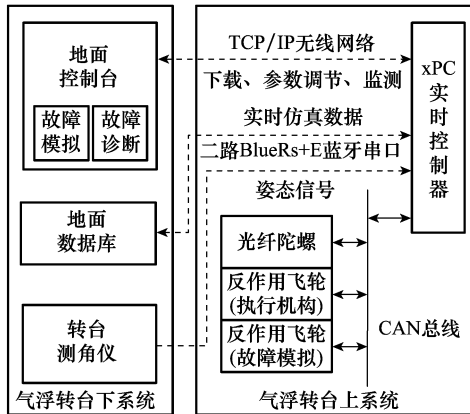 地面
控制台
故障
模拟
故障
诊断
地面
数据库
转台
测角仪
气浮转台下系统
TCP/IP无线网络
下载、参数调节、监测
实时仿真数据
二路BlueRs+E蓝牙串口
姿态信号
xPC
实
时
控
制
器
光纤陀螺
反作用飞轮
(执行机构)
反作用飞轮
(故障模拟)
CAN总线
气浮转台上系统